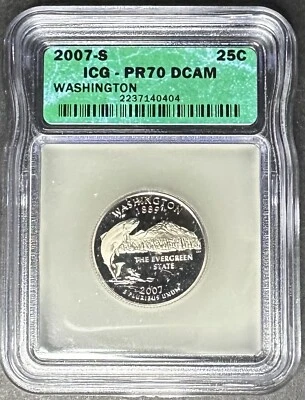 2007-S 25C
ICG - PR70 DCAM
WASHINGTON
2237140404
WASHINGTON
1889
THE EVERGREEN
STATE
2007
E PLURIBUS UNUM